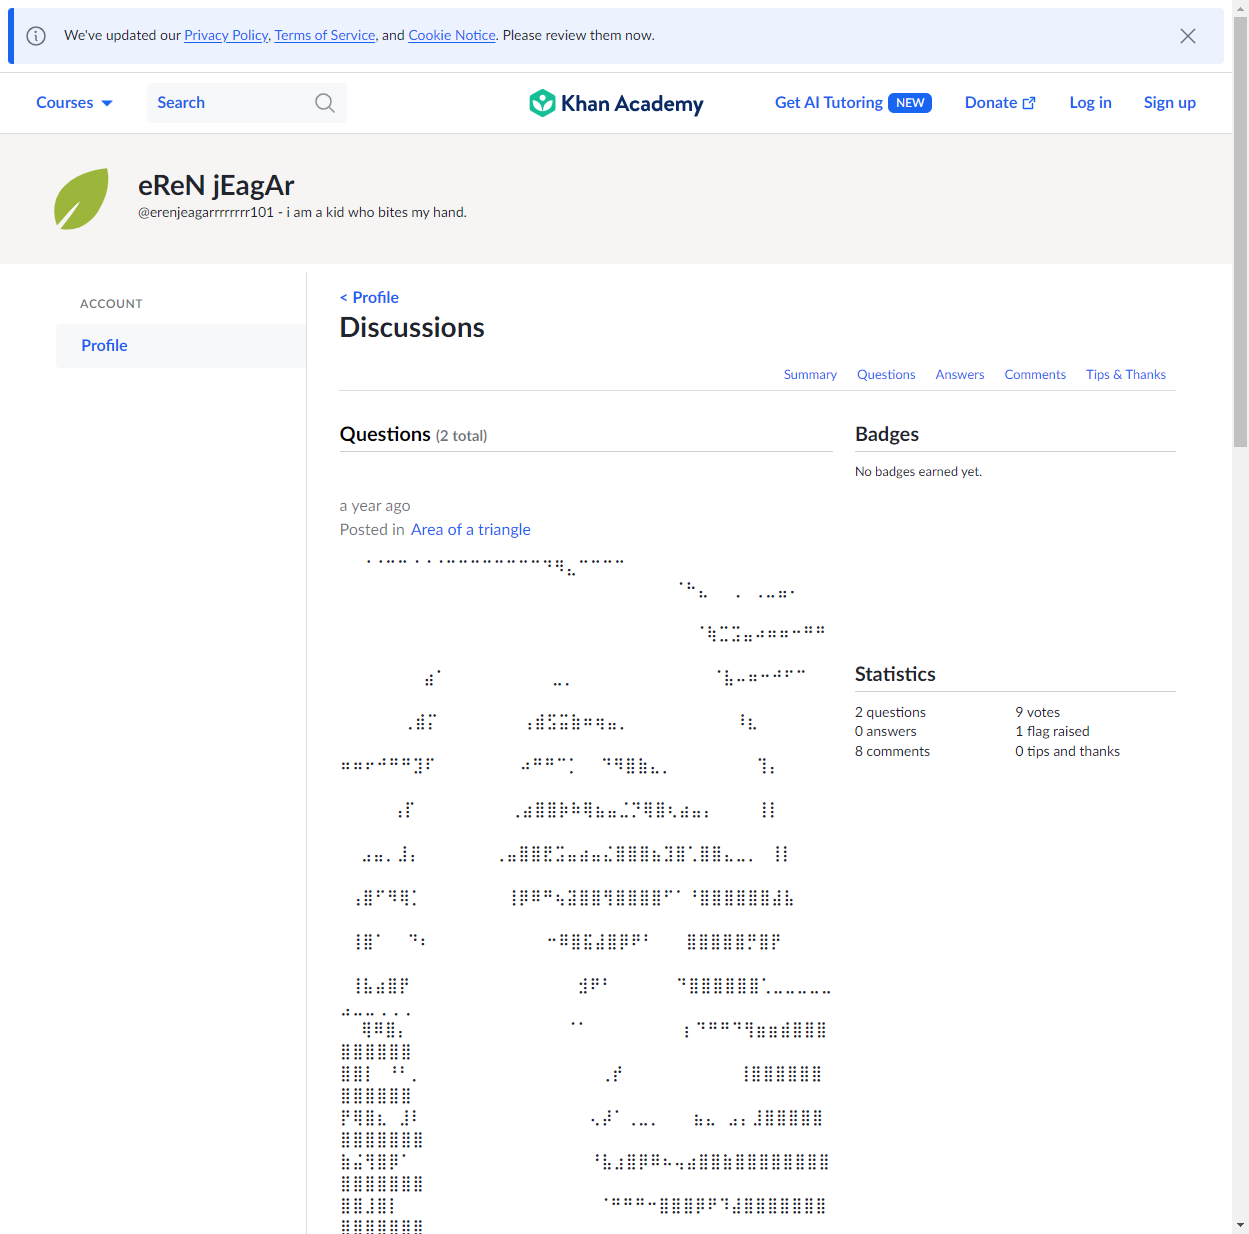 We've updated our Privacy Policy, Terms of Service, and Cookie Notice. Please review them now.
Courses
Search
Khan Academy
Get AI Tutoring NEW
Donate
Log in
Sign up
eReN jEagAr
@erenjeagarrrrrrrr101 - i am a kid who bites my hand.
ACCOUNT
Profile
< Profile
Discussions
Summary
Questions
Answers
Comments
Tips & Thanks
Questions (2 total)
a year ago
Posted in Area of a triangle
Badges
No badges earned yet.
Statistics
2 questions
9 votes
0 answers
1 flag raised
8 comments
0 tips and thanks